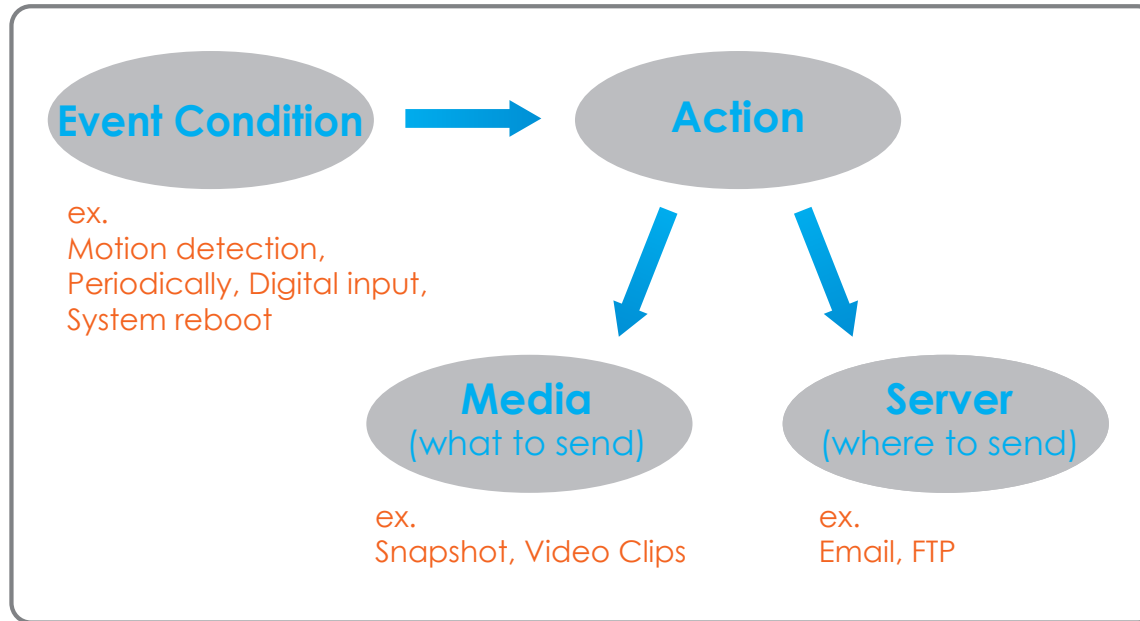 Event Condition
Action
ex.
Motion detection,
Periodically, Digital input,
System reboot
Media
(what to send)
Server
(where to send)
ex.
Snapshot, Video Clips
ex.
Email, FTP